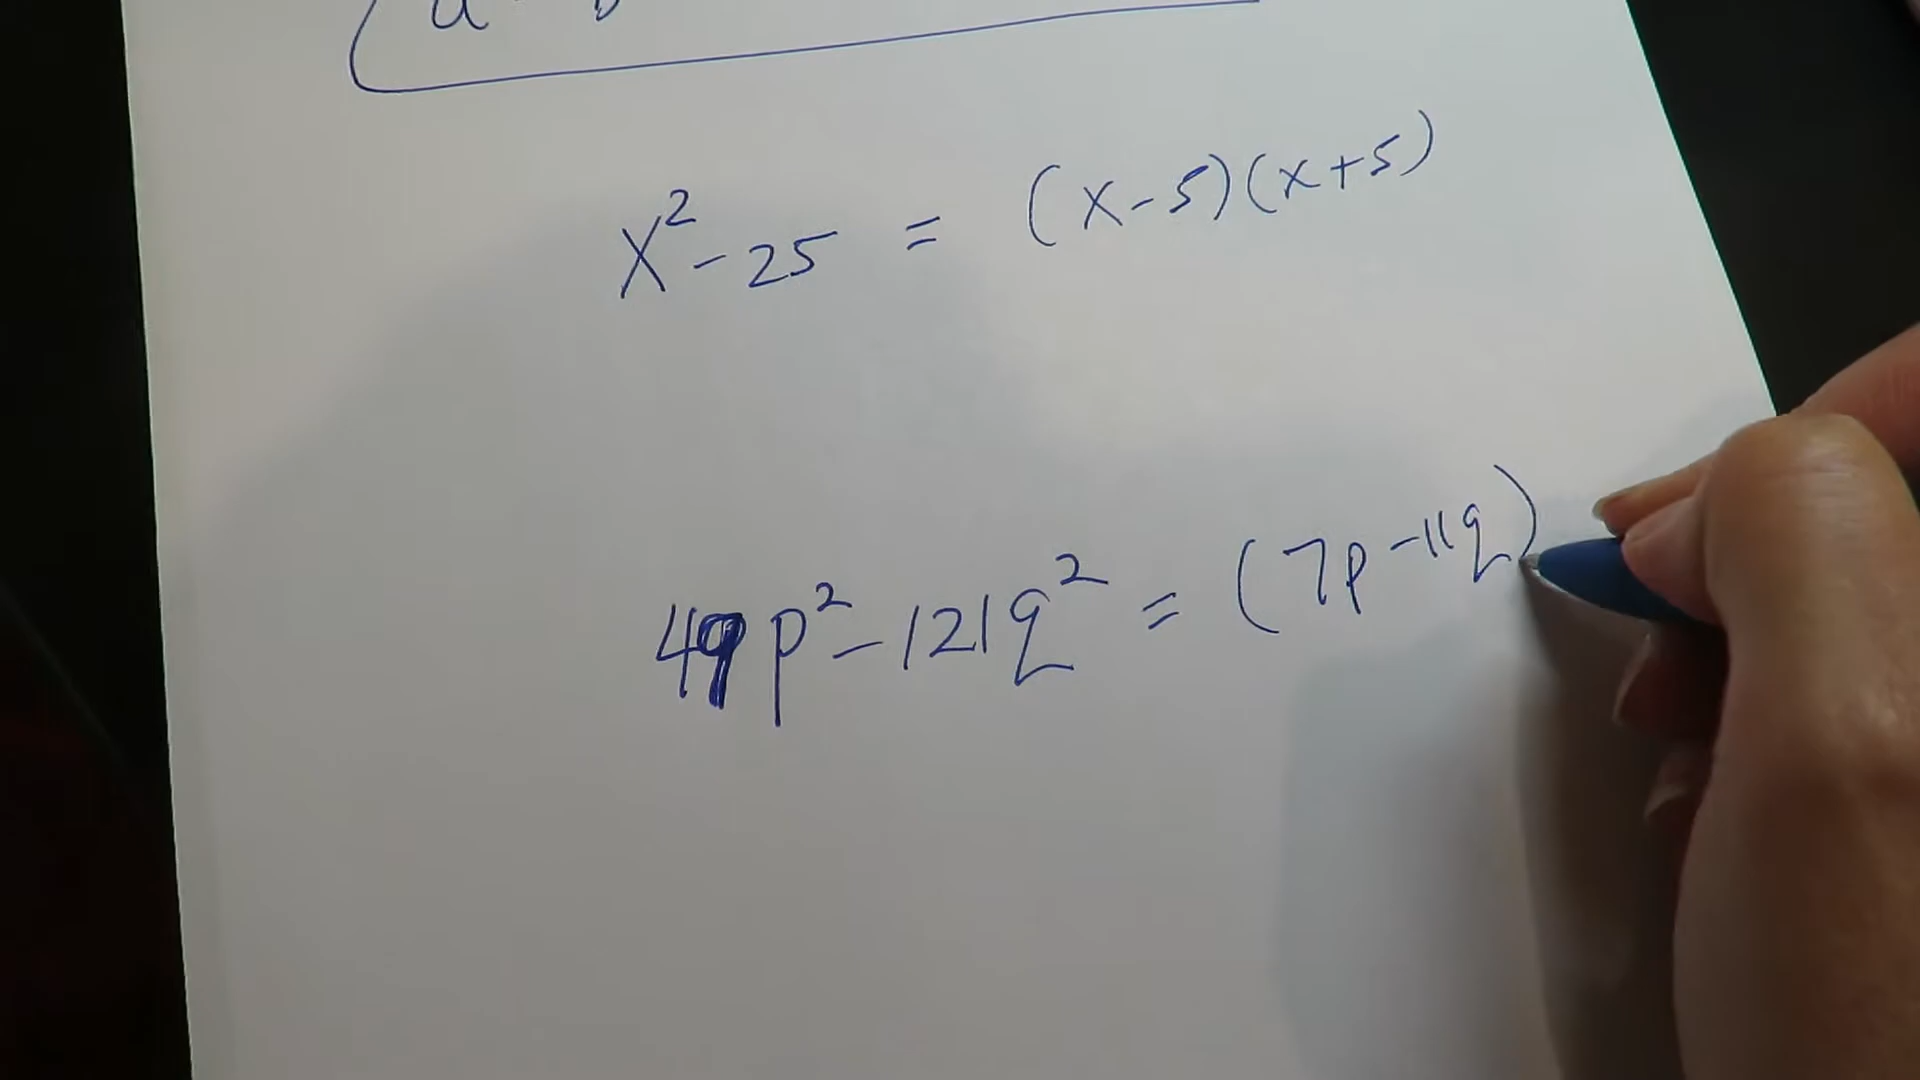 x² - 25 = (x - 5)(x + 5)
49p² - 121q² = (7p - 11q)